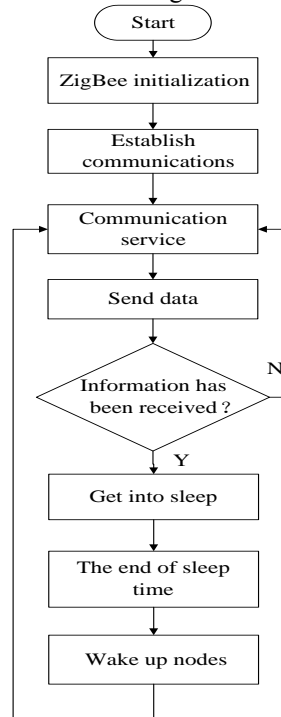 Start
ZigBee initialization
Establish
communications
Communication
service
Send data
N
Information has
been received?
Y
Get into sleep
The end of sleep
time
Wake up nodes